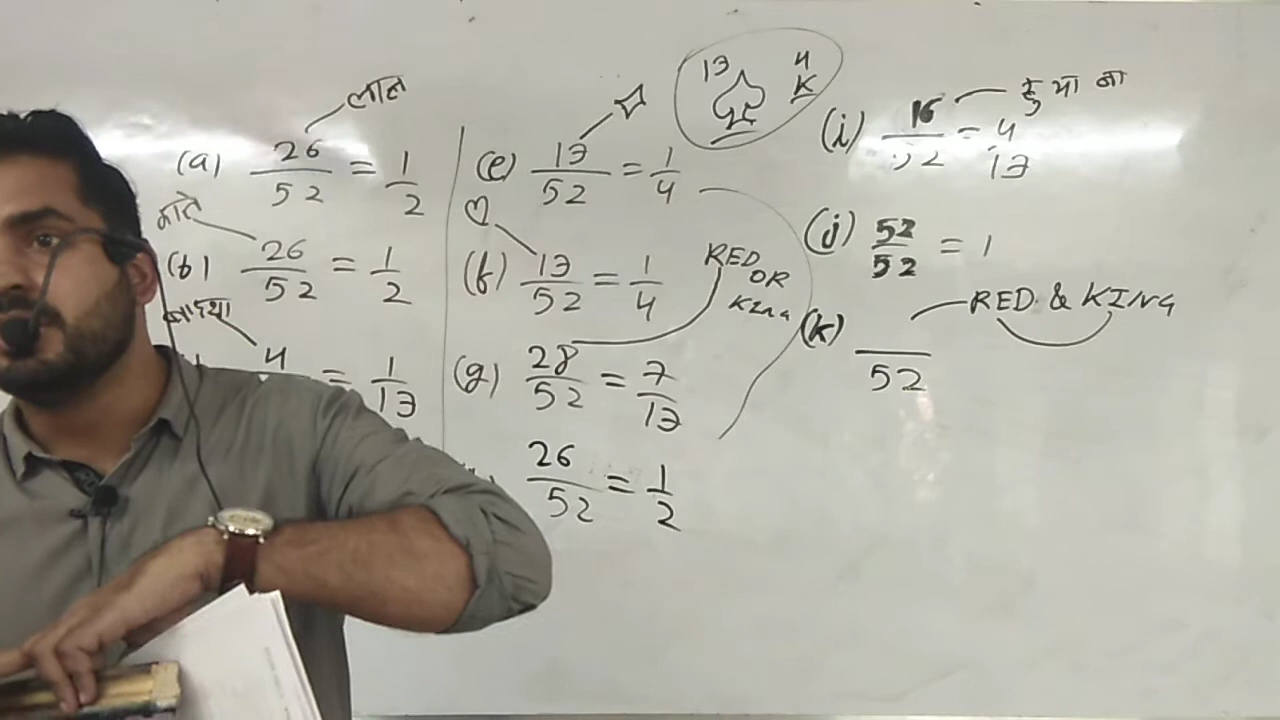 लाल
(a) 26/52 = 1/2
काले
(b) 26/52 = 1/2
बादशा
4 = 1/13
(e) 13/52 = 1/4
(f) 13/52 = 1/4
RED
OR
KING
(g) 28/52 = 7/13
26/52 = 1/2
13 4
K
(i) 16/52 = 4/13
(j) 52/52 = 1
(k) /52
RED & KING